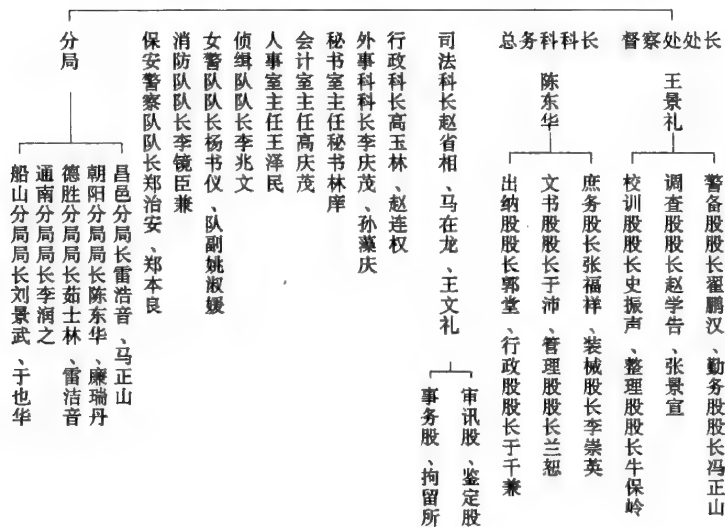 督察处处长
王景礼
警备股股长翟鹏汉、勤务股股长冯正山
调查股股长赵学告、张景宣
校训股股长史振声、整理股股长牛保岭
总务科科长
陈东华
庶务股长张福祥、装械股长李崇英
文书股股长于沛、管理股股长兰恕
出纳股股长郭堂、行政股股长于千兼
司法科长赵省相、马在龙、王文礼
审讯股、鉴定股
事务股、拘留所
行政科长高玉林、赵连权
外事科科长李庆茂、孙藻庆
秘书室主任秘书林庠
会计室主任高庆茂
人事室主任王泽民
侦缉队队长李兆文
女警队队长杨书仪、队副姚淑媛
消防队队长李镜臣兼
保安警察队队长郑治安、郑本良
分局
昌邑分局长雷浩音、马正山
朝阳分局局长陈东华、廉瑞丹
德胜分局局长茹士林、雷洁音
通南分局局长李润之
船山分局局长刘景武、于也华